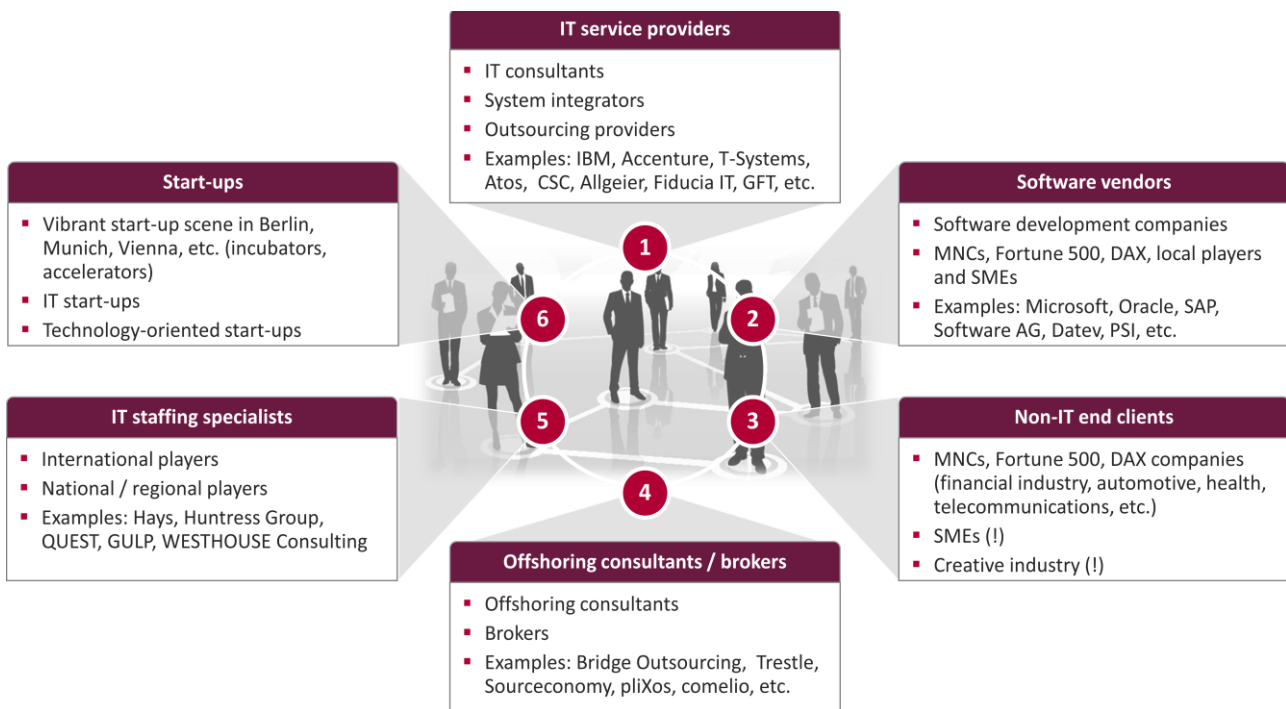 IT service providers
IT consultants
System integrators
Outsourcing providers
Examples: IBM, Accenture, T-Systems,
Atos, CSC, Allgeier, Fiducia IT, GFT, etc.
1
Software vendors
Software development companies
MNCs, Fortune 500, DAX, local players
and SMEs
Examples: Microsoft, Oracle, SAP,
Software AG, Datev, PSI, etc.
2
Non-IT end clients
MNCs, Fortune 500, DAX companies
(financial industry, automotive, health,
telecommunications, etc.)
SMEs (!)
Creative industry (!)
3
Offshoring consultants / brokers
Offshoring consultants
Brokers
Examples: Bridge Outsourcing, Trestle,
Sourceconomy, pliXos, comelio, etc.
4
IT staffing specialists
International players
National / regional players
Examples: Hays, Huntress Group,
QUEST, GULP, WESTHOUSE Consulting
5
Start-ups
Vibrant start-up scene in Berlin,
Munich, Vienna, etc. (incubators,
accelerators)
IT start-ups
Technology-oriented start-ups
6